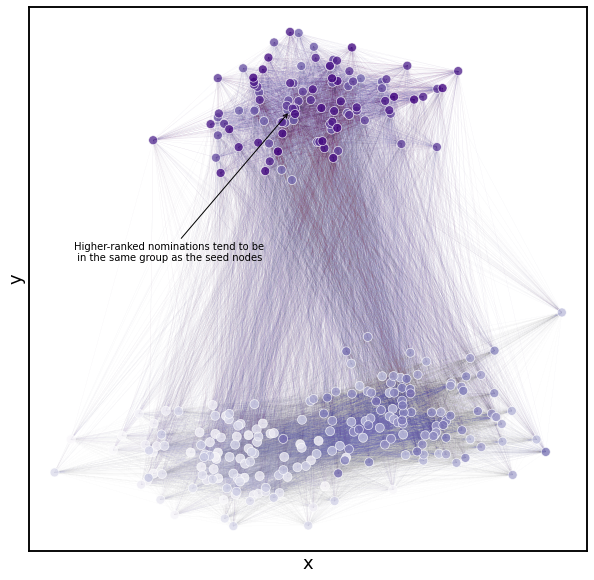 Higher-ranked nominations tend to be
in the same group as the seed nodes
y
x